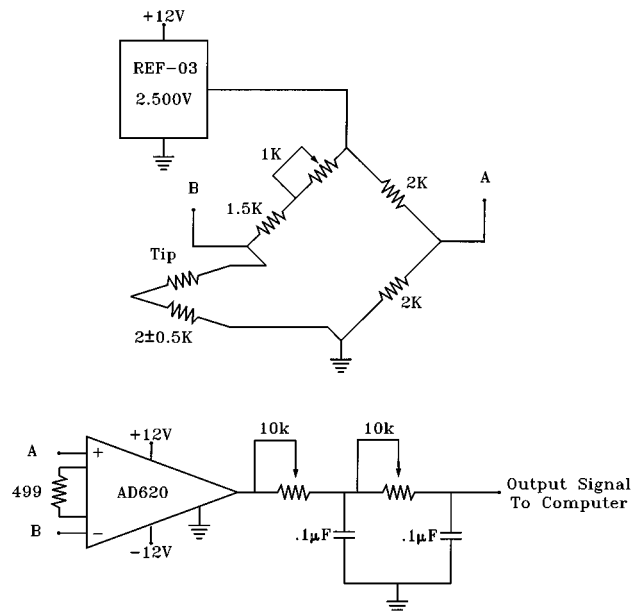 +12V
REF-03
2.500V
1K
2K
A
B
1.5K
Tip
2K
2±0.5K
+12V
10k
10k
A
+
499
AD620
Output Signal
To Computer
B
−
.1μF
.1μF
−12V